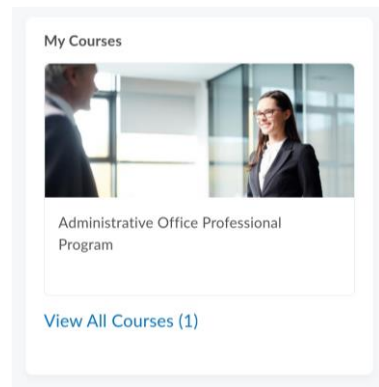 My Courses
Administrative Office Professional
Program
View All Courses (1)